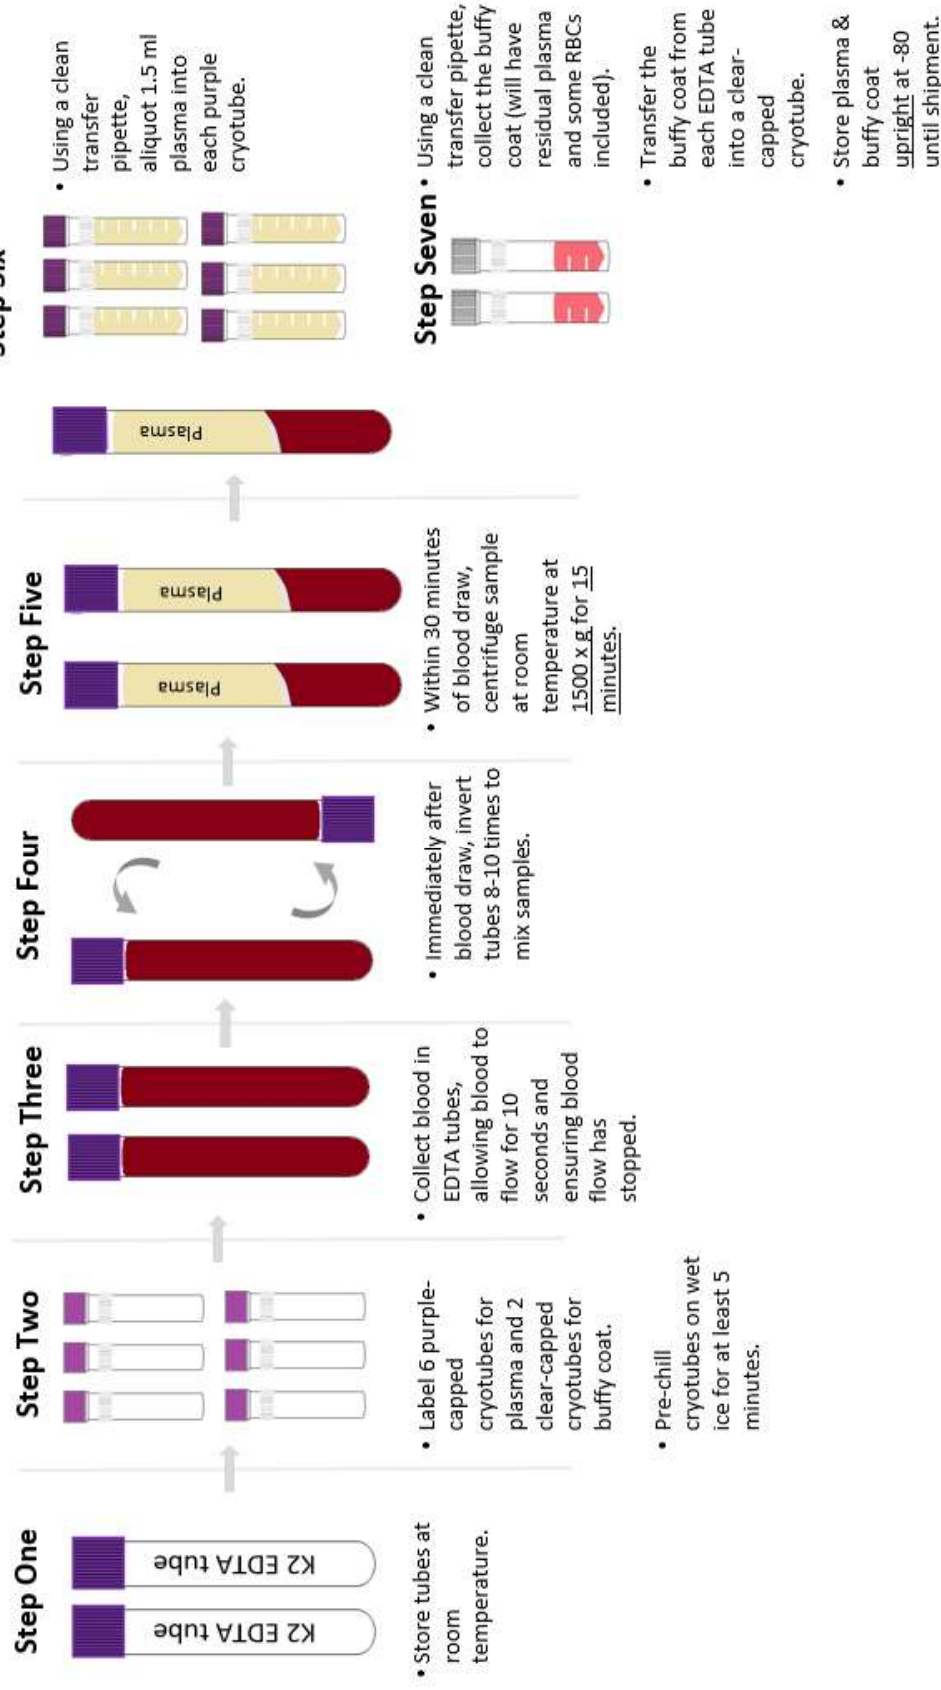 Step One
K2 EDTA tube
K2 EDTA tube
• Store tubes at
room
temperature.
Step Two
• Label 6 purple-
capped
cryotubes for
plasma and 2
clear-capped
cryotubes for
buffy coat.
• Pre-chill
cryotubes on wet
ice for at least 5
minutes.
Step Three
• Collect blood in
EDTA tubes,
allowing blood to
flow for 10
seconds and
ensuring blood
flow has
stopped.
Step Four
• Immediately after
blood draw, invert
tubes 8-10 times to
mix samples.
Step Five
Plasma
Plasma
• Within 30 minutes
of blood draw,
centrifuge sample
at room
temperature at
1500 x g for 15
minutes.
Plasma
Step Six
• Using a clean
transfer
pipette,
aliquot 1.5 ml
plasma into
each purple
cryotube.
Step Seven
• Using a clean
transfer pipette,
collect the buffy
coat (will have
residual plasma
and some RBCs
included).
• Transfer the
buffy coat from
each EDTA tube
into a clear-
capped
cryotube.
• Store plasma &
buffy coat
upright at -80
until shipment.